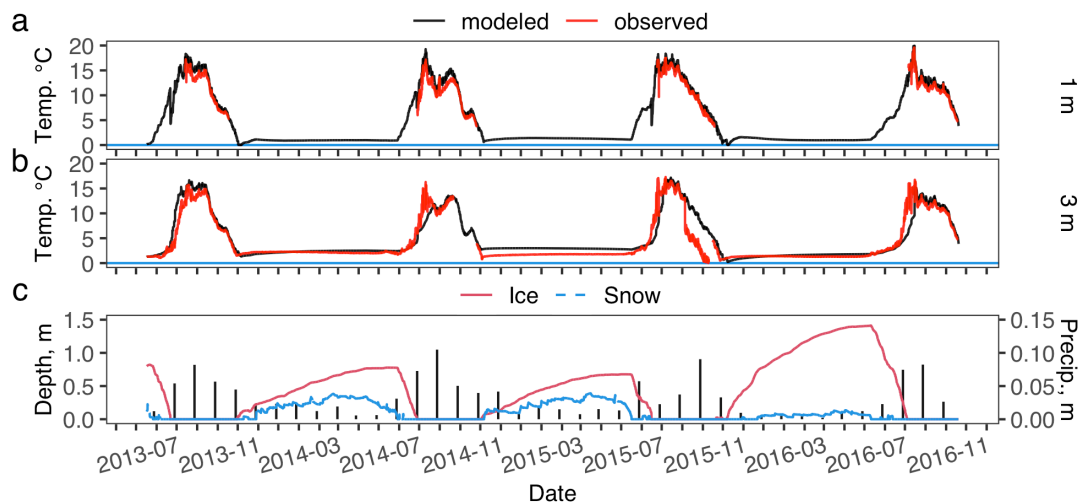 a
modeled observed
20
15
10
5
0
Temp. °C
1 m
b
20
15
10
5
0
Temp. °C
3 m
c
Ice Snow
1.5
1.0
0.5
0.0
Depth, m
0.15
0.10
0.05
0.00
Precip., m
2013-07 2013-11 2014-03 2014-07 2014-11 2015-03 2015-07 2015-11 2016-03 2016-07 2016-11
Date